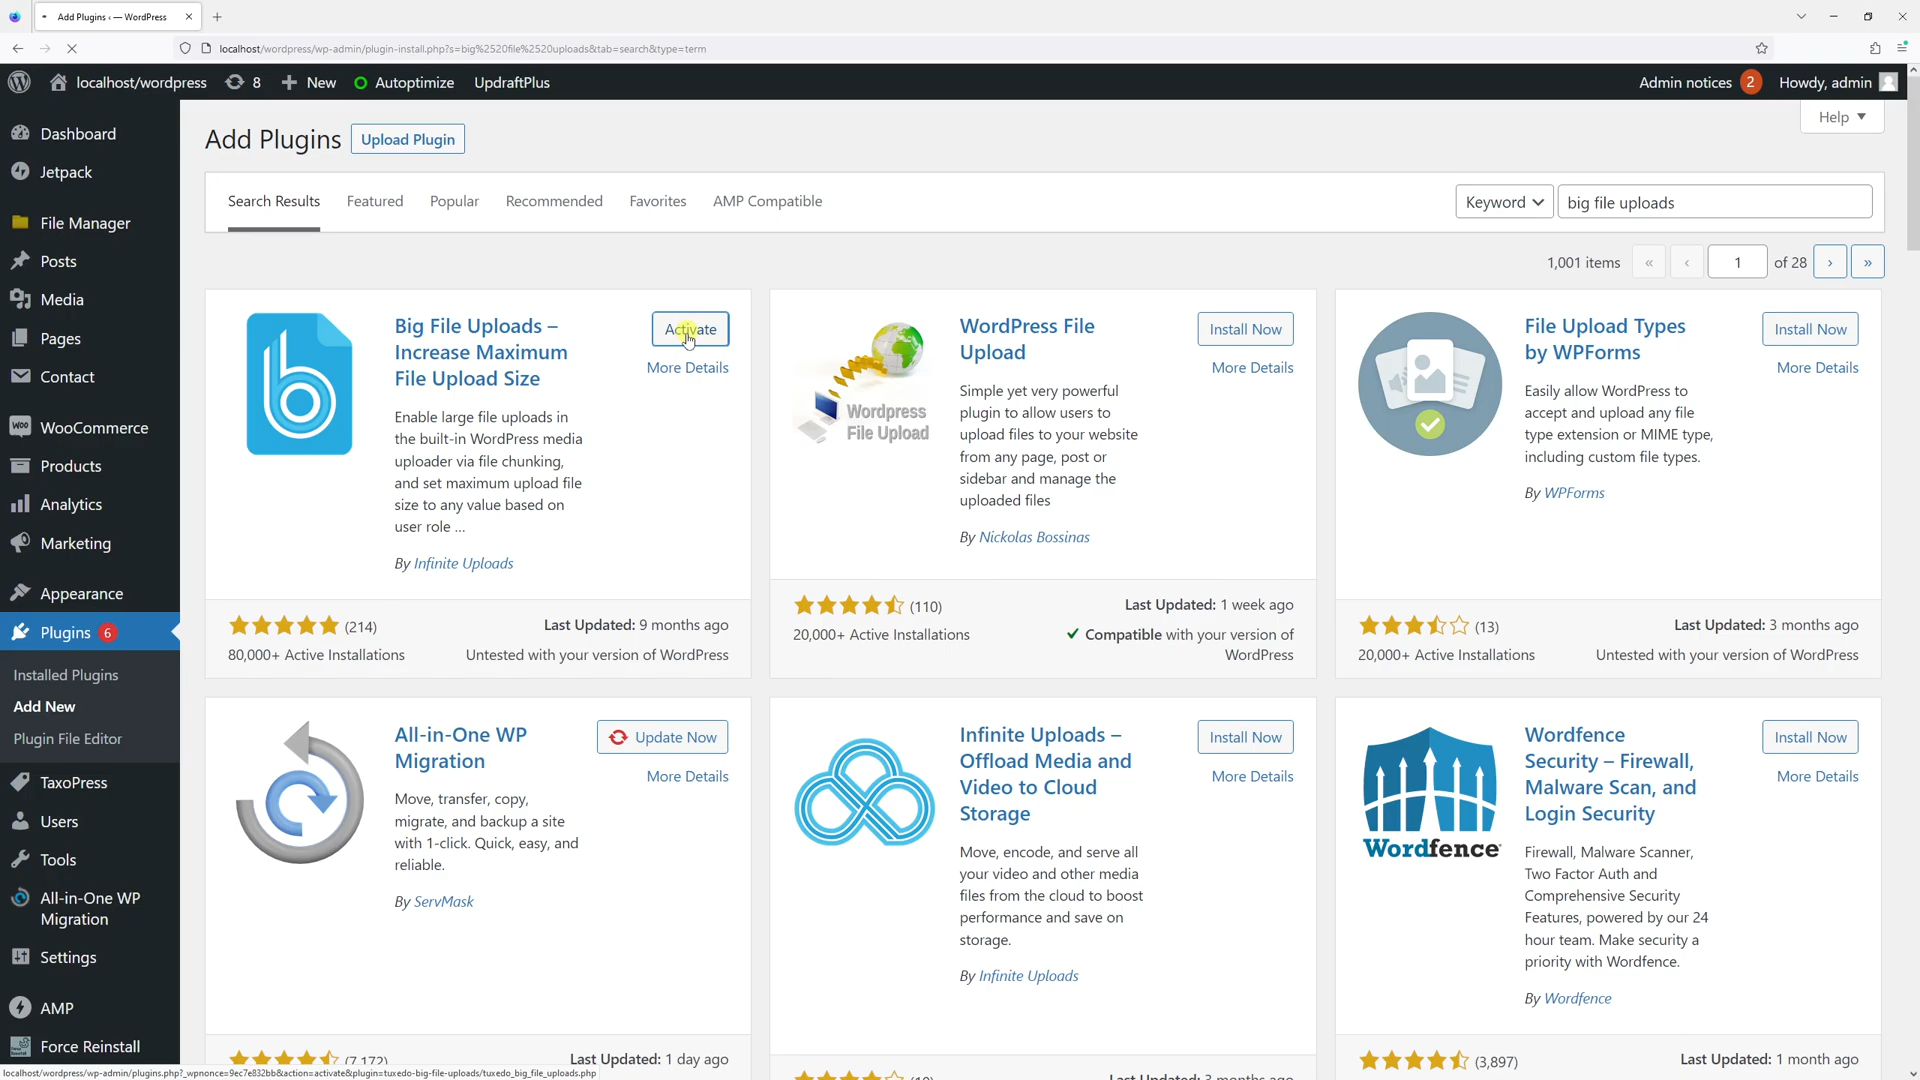 Add Plugins ‹ — WordPress
localhost/wordpress/wp-admin/plugin-install.php?s=big%2520file%2520uploads&tab=search&type=term
localhost/wordpress
8
New
Autoptimize
UpdraftPlus
Admin notices 2
Howdy, admin
Help
Dashboard
Jetpack
File Manager
Posts
Media
Pages
Contact
WooCommerce
Products
Analytics
Marketing
Appearance
Plugins 6
Installed Plugins
Add New
Plugin File Editor
TaxoPress
Users
Tools
All-in-One WP
Migration
Settings
AMP
Force Reinstall
Add Plugins
Upload Plugin
Search Results
Featured
Popular
Recommended
Favorites
AMP Compatible
Keyword
big file uploads
1,001 items
«
‹
1
of 28
›
»
Big File Uploads –
Increase Maximum
File Upload Size
Activate
More Details
Enable large file uploads in
the built-in WordPress media
uploader via file chunking,
and set maximum upload file
size to any value based on
user role ...
By Infinite Uploads
(214)
Last Updated: 9 months ago
80,000+ Active Installations
Untested with your version of WordPress
Wordpress
File Upload
WordPress File
Upload
Install Now
More Details
Simple yet very powerful
plugin to allow users to
upload files to your website
from any page, post or
sidebar and manage the
uploaded files
By Nickolas Bossinas
(110)
Last Updated: 1 week ago
20,000+ Active Installations
Compatible with your version of
WordPress
File Upload Types
by WPForms
Install Now
More Details
Easily allow WordPress to
accept and upload any file
type extension or MIME type,
including custom file types.
By WPForms
(13)
Last Updated: 3 months ago
20,000+ Active Installations
Untested with your version of WordPress
All-in-One WP
Migration
Update Now
More Details
Move, transfer, copy,
migrate, and backup a site
with 1-click. Quick, easy, and
reliable.
By ServMask
(7,172)
Last Updated: 1 day ago
Infinite Uploads –
Offload Media and
Video to Cloud
Storage
Install Now
More Details
Move, encode, and serve all
your video and other media
files from the cloud to boost
performance and save on
storage.
By Infinite Uploads
Last Updated: 3 months ago
Wordfence
Wordfence
Security – Firewall,
Malware Scan, and
Login Security
Install Now
More Details
Firewall, Malware Scanner,
Two Factor Auth and
Comprehensive Security
Features, powered by our 24
hour team. Make security a
priority with Wordfence.
By Wordfence
(3,897)
Last Updated: 1 month ago
localhost/wordpress/wp-admin/plugins.php?_wpnonce=9ec7e832bb&action=activate&plugin=tuxedo-big-file-uploads/tuxedo_big_file_uploads.php